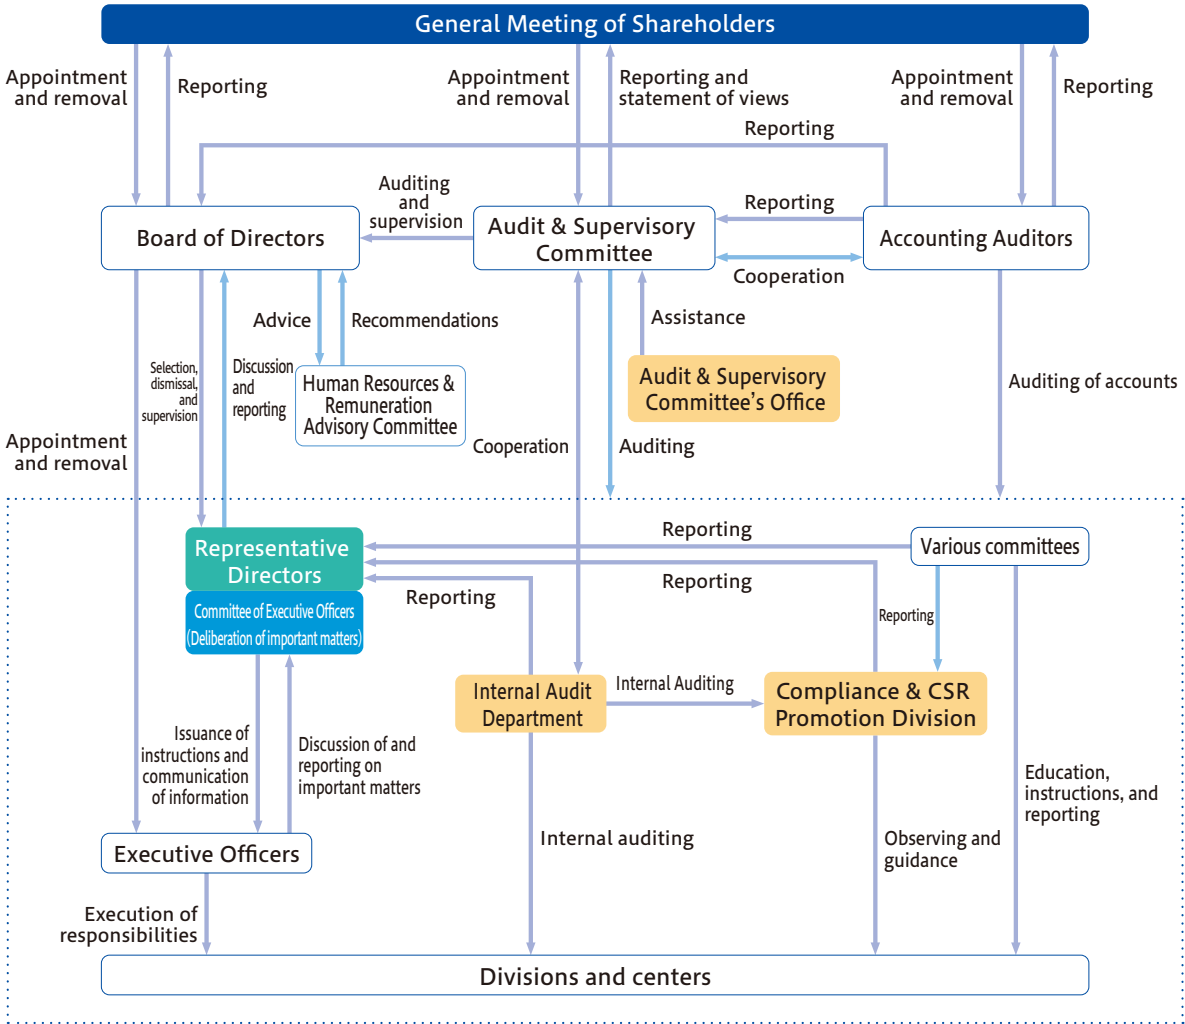 General Meeting of Shareholders
Appointment
and removal
Reporting
Appointment
and removal
Reporting and
statement of views
Appointment
and removal
Reporting
Reporting
Auditing
and
supervision
Reporting
Board of Directors
Audit & Supervisory
Committee
Accounting Auditors
Cooperation
Advice
Recommendations
Assistance
Selection,
dismissal,
and
supervision
Discussion
and
reporting
Human Resources &
Remuneration
Advisory Committee
Audit & Supervisory
Committee's Office
Auditing of accounts
Appointment
and removal
Cooperation
Auditing
Representative
Directors
Reporting
Various committees
Reporting
Reporting
Committee of Executive Officers
(Deliberation of important matters)
Reporting
Internal Audit
Department
Internal Auditing
Compliance & CSR
Promotion Division
Issuance of
instructions and
communication
of information
Discussion of and
reporting on
important matters
Education,
instructions, and
reporting
Internal auditing
Observing and
guidance
Executive Officers
Execution of
responsibilities
Divisions and centers